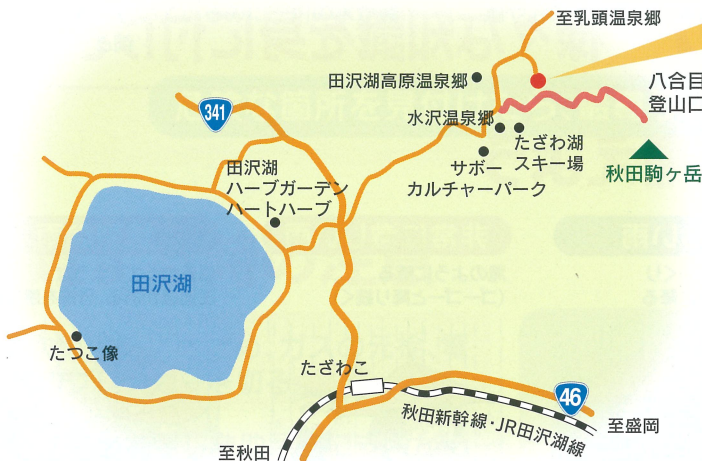 至乳頭温泉郷
田沢湖高原温泉郷
八合目
登山口
341
水沢温泉郷
たざわ湖
スキー場
サボー
カルチャーパーク
秋田駒ヶ岳
田沢湖
ハーブガーデン
ハートハーブ
田沢湖
たつこ像
たざわこ
46
秋田新幹線・JR田沢湖線
至盛岡
至秋田